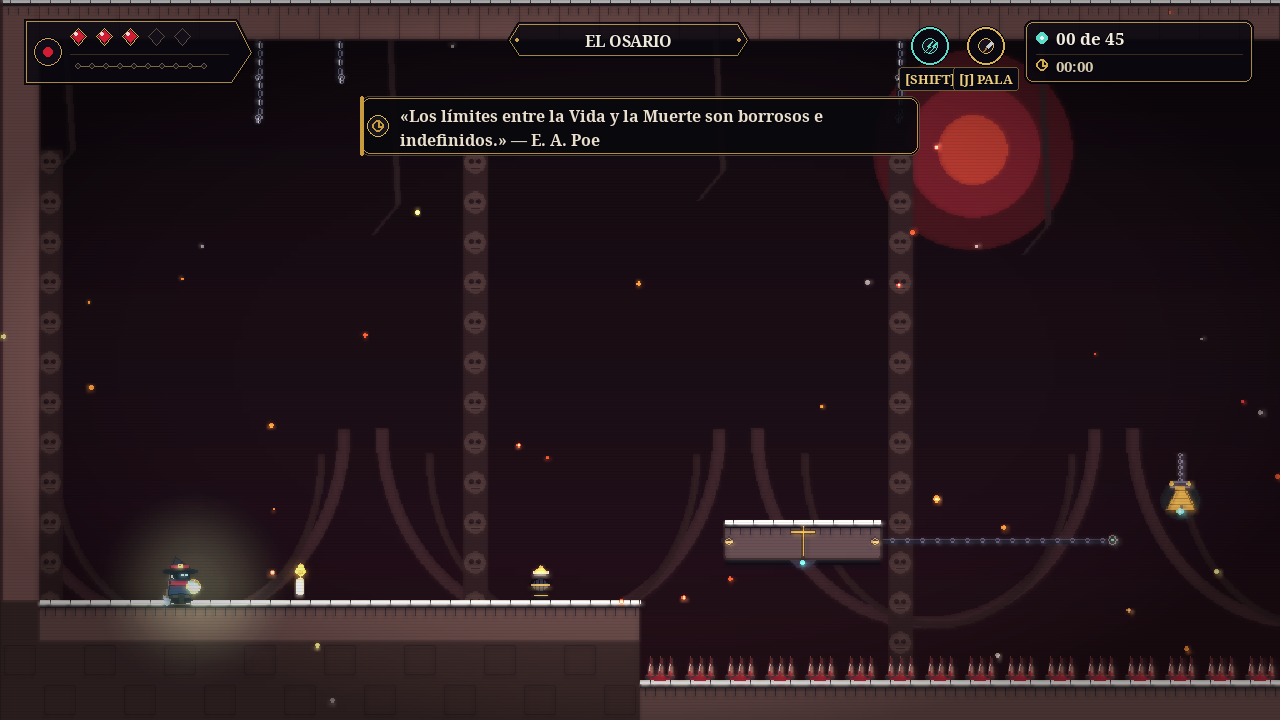 EL OSARIO
00 de 45
00:00
[SHIFT]
[J] PALA
«Los límites entre la Vida y la Muerte son borrosos e
indefinidos.» — E. A. Poe